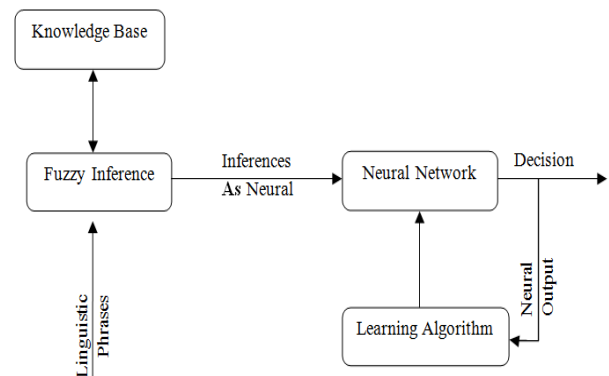 Knowledge Base
Fuzzy Inference
Inferences
As Neural
Neural Network
Decision
Linguistic
Phrases
Neural
Output
Learning Algorithm